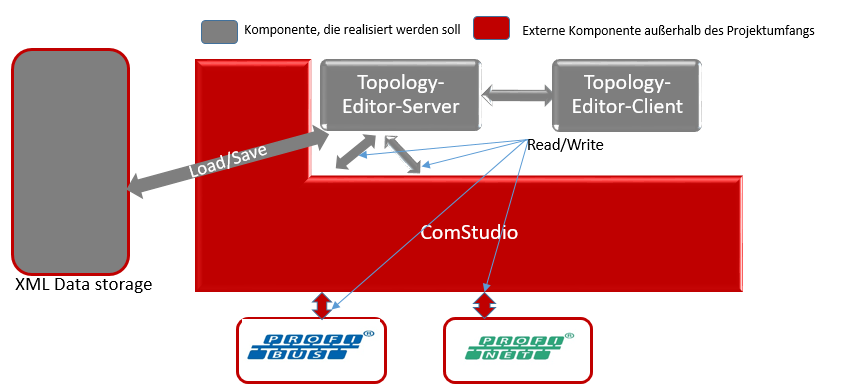 Komponente, die realisiert werden soll
Externe Komponente außerhalb des Projektumfangs
Topology-
Editor-Server
Topology-
Editor-Client
Load/Save
Read/Write
ComStudio
XML Data storage
PROFI®
BUS
PROFI®
NET